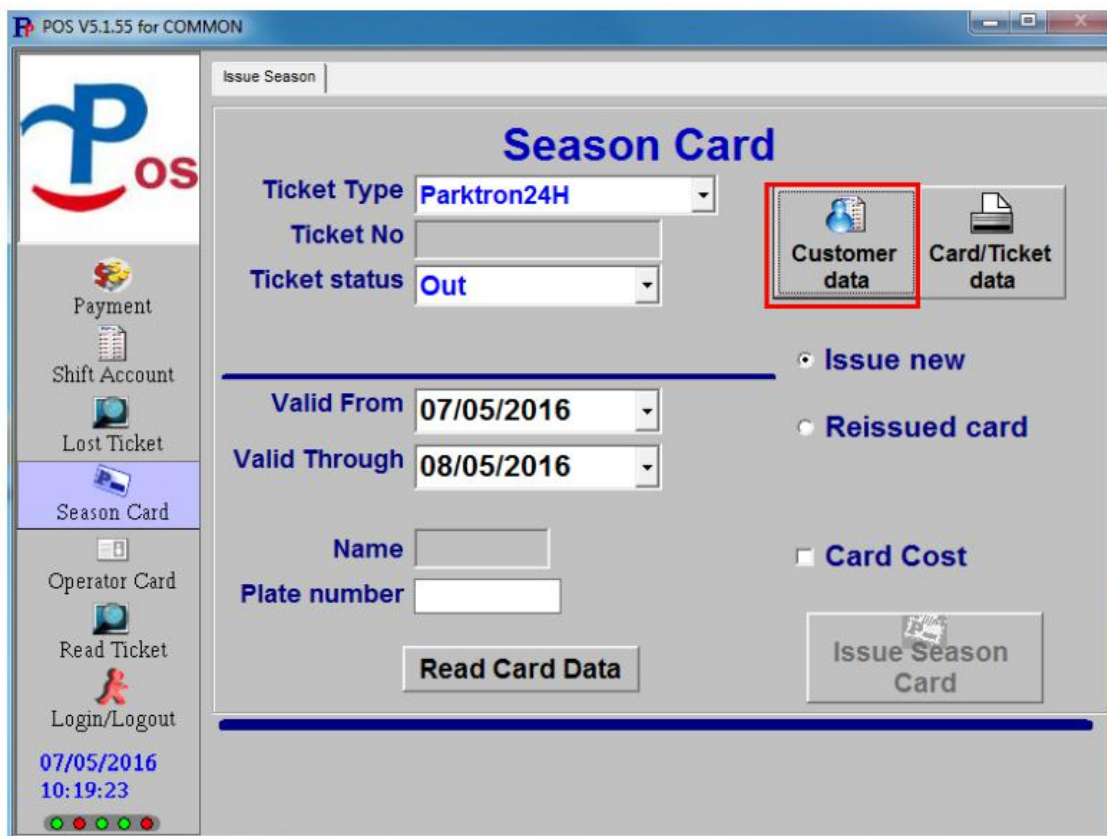 POS V5.1.55 for COMMON
Pos
Payment
Shift Account
Lost Ticket
Season Card
Operator Card
Read Ticket
Login/Logout
07/05/2016
10:19:23
Issue Season
Season Card
Ticket Type Parktron24H
Ticket No
Ticket status Out
Customer
data
Card/Ticket
data
Issue new
Reissued card
Valid From 07/05/2016
Valid Through 08/05/2016
Name
Plate number
Card Cost
Read Card Data
Issue Season
Card